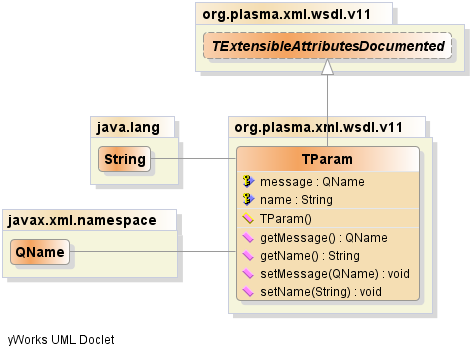 org.plasma.xml.wsdl.v11
TExtensibleAttributesDocumented
java.lang
String
org.plasma.xml.wsdl.v11
TParam
message : QName
name : String
TParam()
getMessage() : QName
getName() : String
setMessage(QName) : void
setName(String) : void
javax.xml.namespace
QName
yWorks UML Doclet